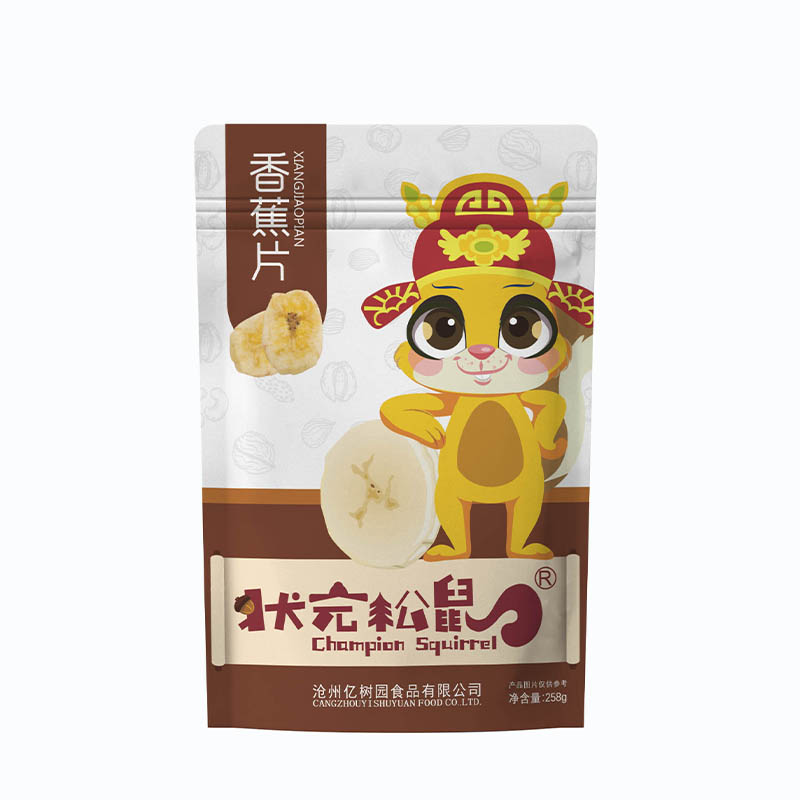 香蕉片
XIANGJIAOPIAN
状元松鼠
®
Champion Squirrel
沧州亿树园食品有限公司
CANGZHOUYISHUYUAN FOOD CO.,LTD.
产品图片仅供参考
净含量:258g